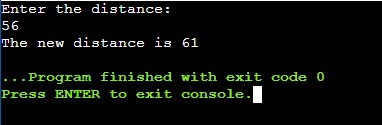 Enter the distance:
56
The new distance is 61
...Program finished with exit code 0
Press ENTER to exit console.